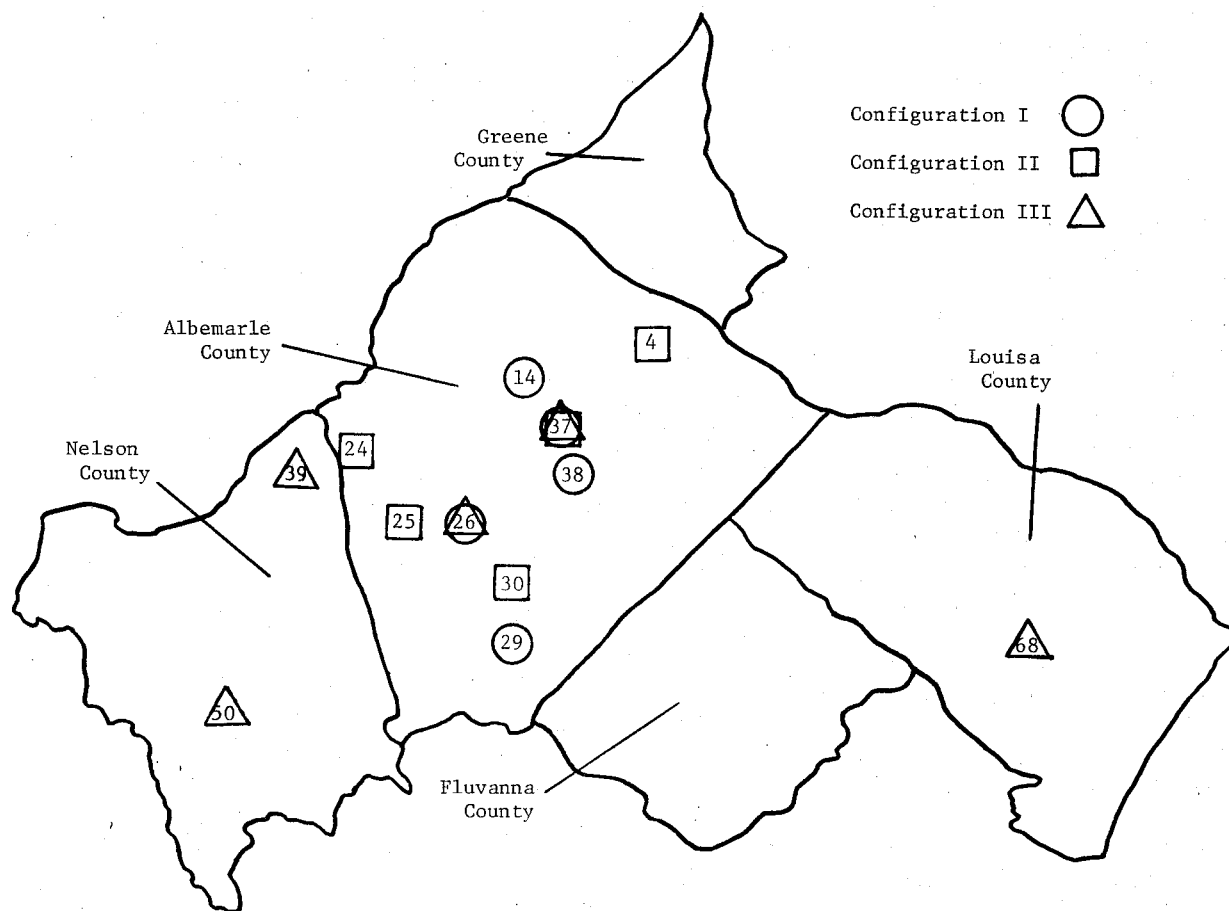 Greene
County
Configuration I
Configuration II
Configuration III
Albemarle
County
4
Louisa
County
14
37
Nelson
County
24
39
38
25
26
30
29
68
50
Fluvanna
County